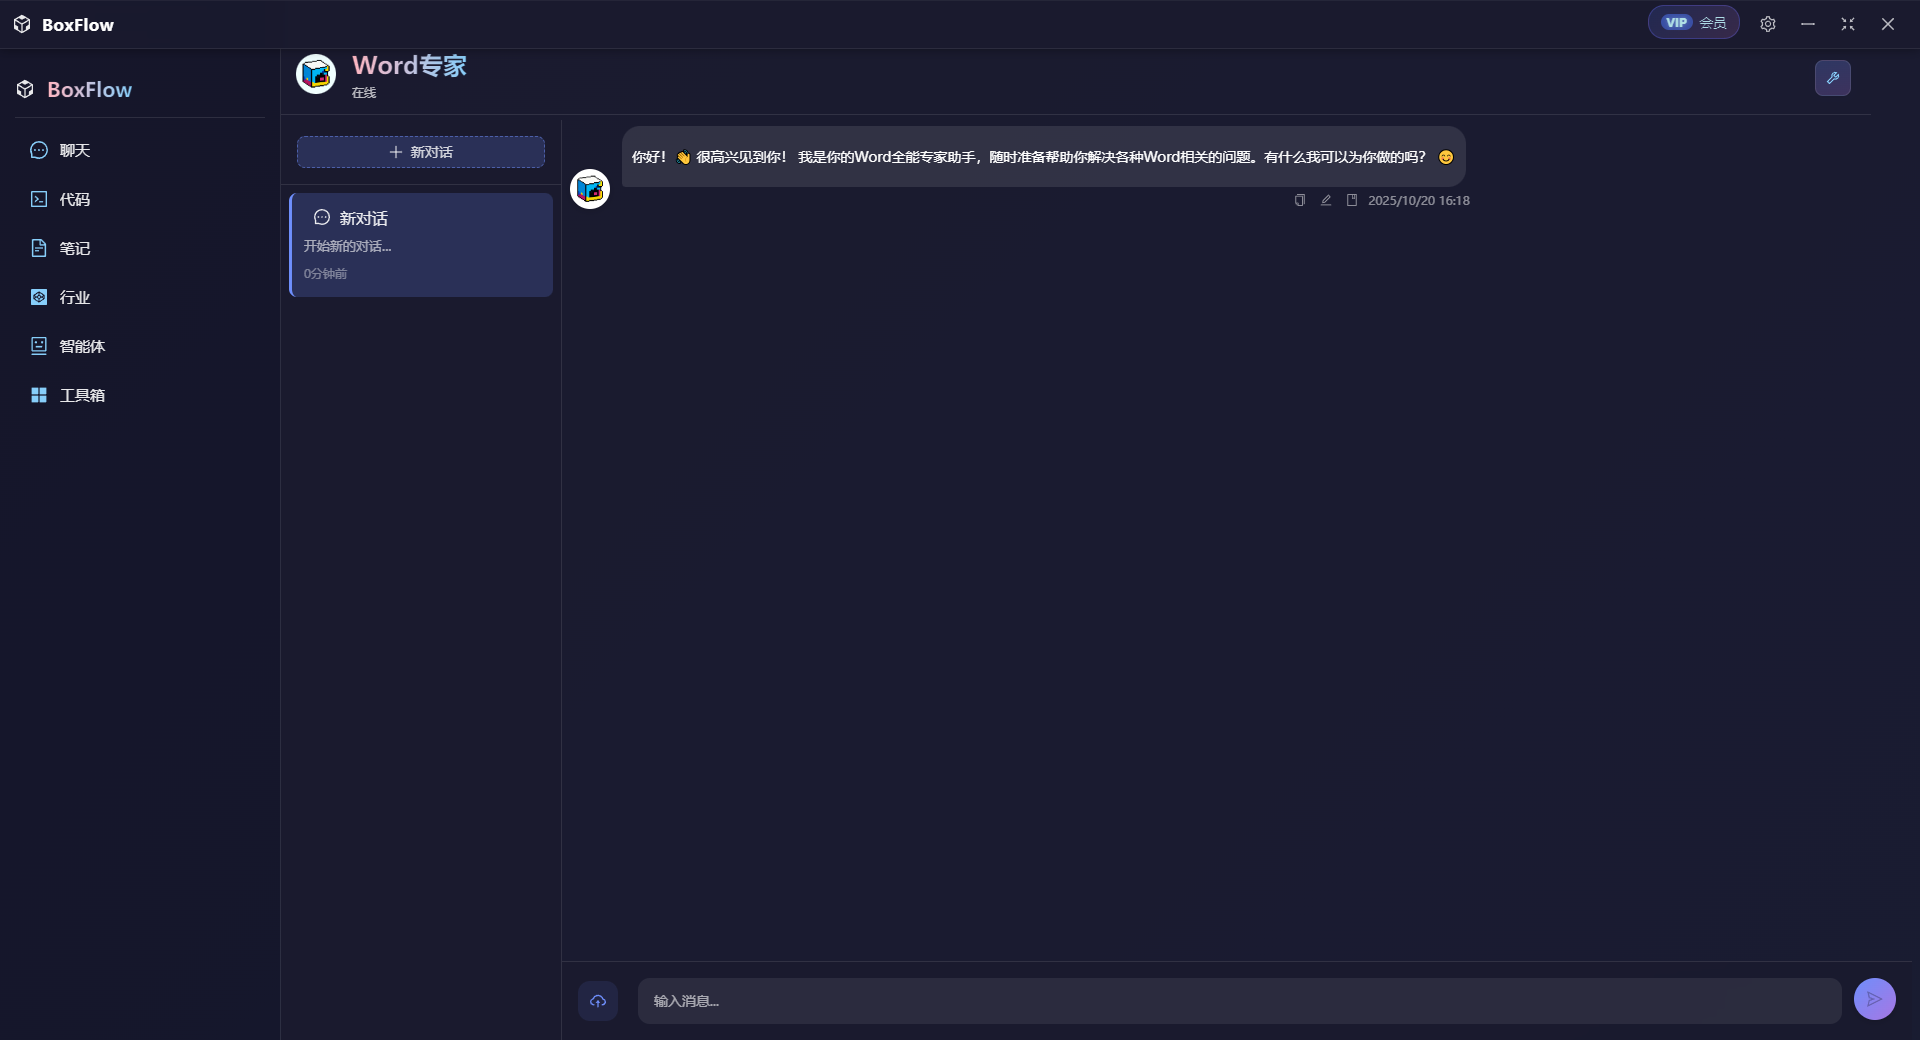 BoxFlow
VIP 会员
BoxFlow
聊天
代码
笔记
行业
智能体
工具箱
Word专家
在线
新对话
新对话
开始新的对话...
0分钟前
你好！👋 很高兴见到你！ 我是你的Word全能专家助手，随时准备帮助你解决各种Word相关的问题。有什么我可以为你做的吗？ 😊
2025/10/20 16:18
输入消息...